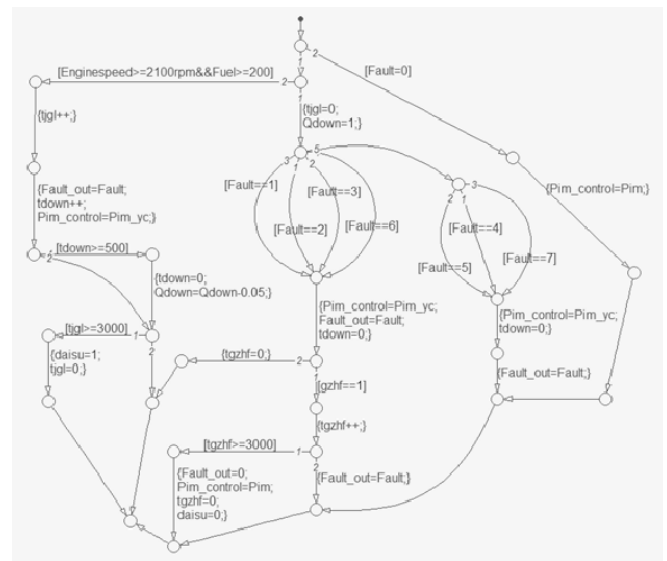 1
2
[Enginespeed>=2100rpm&&Fuel>=200]
2
1
[Fault=0]
{tjgl++;}
{tjgl=0;
Qdown=1;}
3
1
2
5
[Fault==1]
[Fault==3]
[Fault==2]
[Fault==6]
3
2
1
[Fault==4]
[Fault==5]
[Fault==7]
{Pim_control=Pim;}
{Fault_out=Fault;
tdown++;
Pim_control=Pim_yc;}
[tdown>=500]
1
2
{tdown=0;
Qdown=Qdown-0.05;}
{Pim_control=Pim_yc;
Fault_out=Fault;
tdown=0;}
{Pim_control=Pim_yc;
tdown=0;}
[tjgl>=3000]
1
2
{daisu=1;
tjgl=0;}
{tgzhf=0;}
2
1
[gzhf==1]
{Fault_out=Fault;}
{tgzhf++;}
[tgzhf>=3000]
1
2
{Fault_out=0;
Pim_control=Pim;
tgzhf=0;
daisu=0;}
{Fault_out=Fault;}